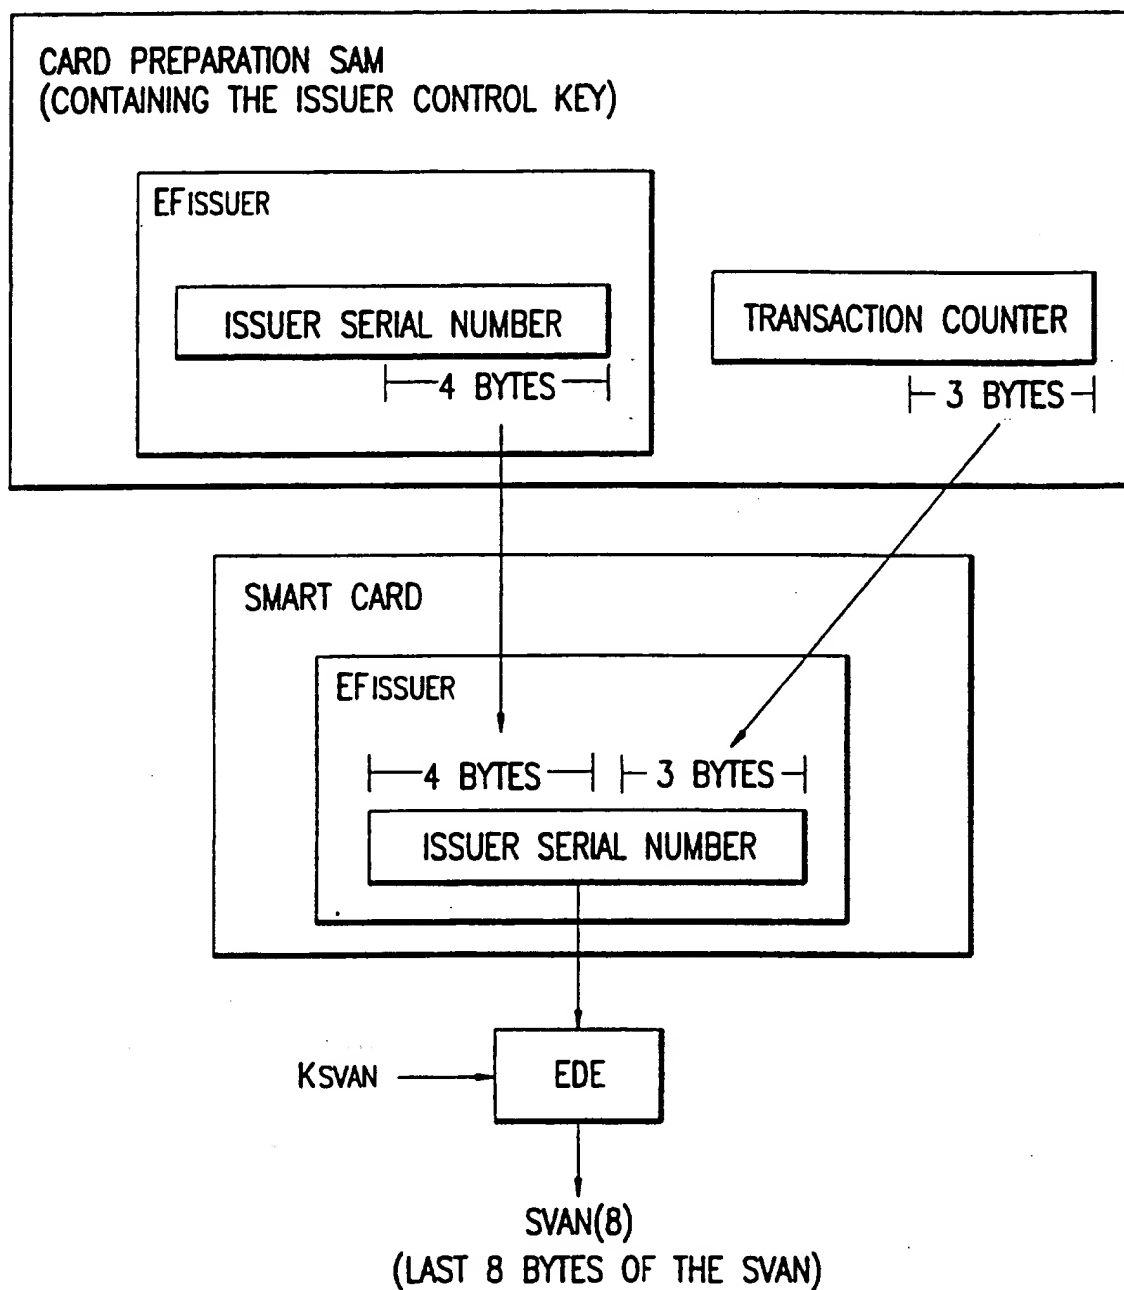 CARD PREPARATION SAM
(CONTAINING THE ISSUER CONTROL KEY)
EFISSUER
ISSUER SERIAL NUMBER
TRANSACTION COUNTER
4 BYTES
3 BYTES
SMART CARD
EFISSUER
4 BYTES
3 BYTES
ISSUER SERIAL NUMBER
KSVAN
EDE
SVAN(8)
(LAST 8 BYTES OF THE SVAN)